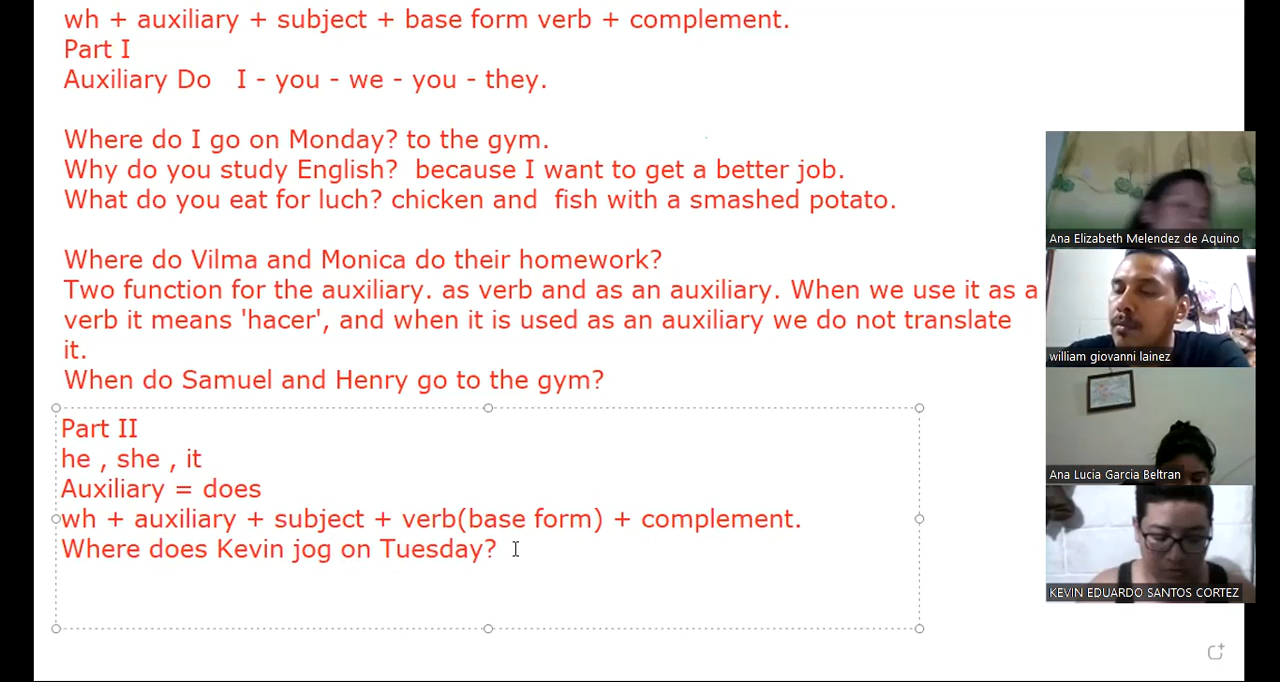 wh + auxiliary + subject + base form verb + complement.
Part I
Auxiliary Do   I - you - we - you - they.
Where do I go on Monday? to the gym.
Why do you study English?  because I want to get a better job.
What do you eat for luch? chicken and  fish with a smashed potato.
Where do Vilma and Monica do their homework?
Two function for the auxiliary. as verb and as an auxiliary. When we use it as a
verb it means 'hacer', and when it is used as an auxiliary we do not translate
it.
When do Samuel and Henry go to the gym?
Part II
he , she , it
Auxiliary = does
wh + auxiliary + subject + verb(base form) + complement.
Where does Kevin jog on Tuesday?
Ana Elizabeth Melendez de Aquino
william giovanni lainez
Ana Lucia Garcia Beltran
KEVIN EDUARDO SANTOS CORTEZ